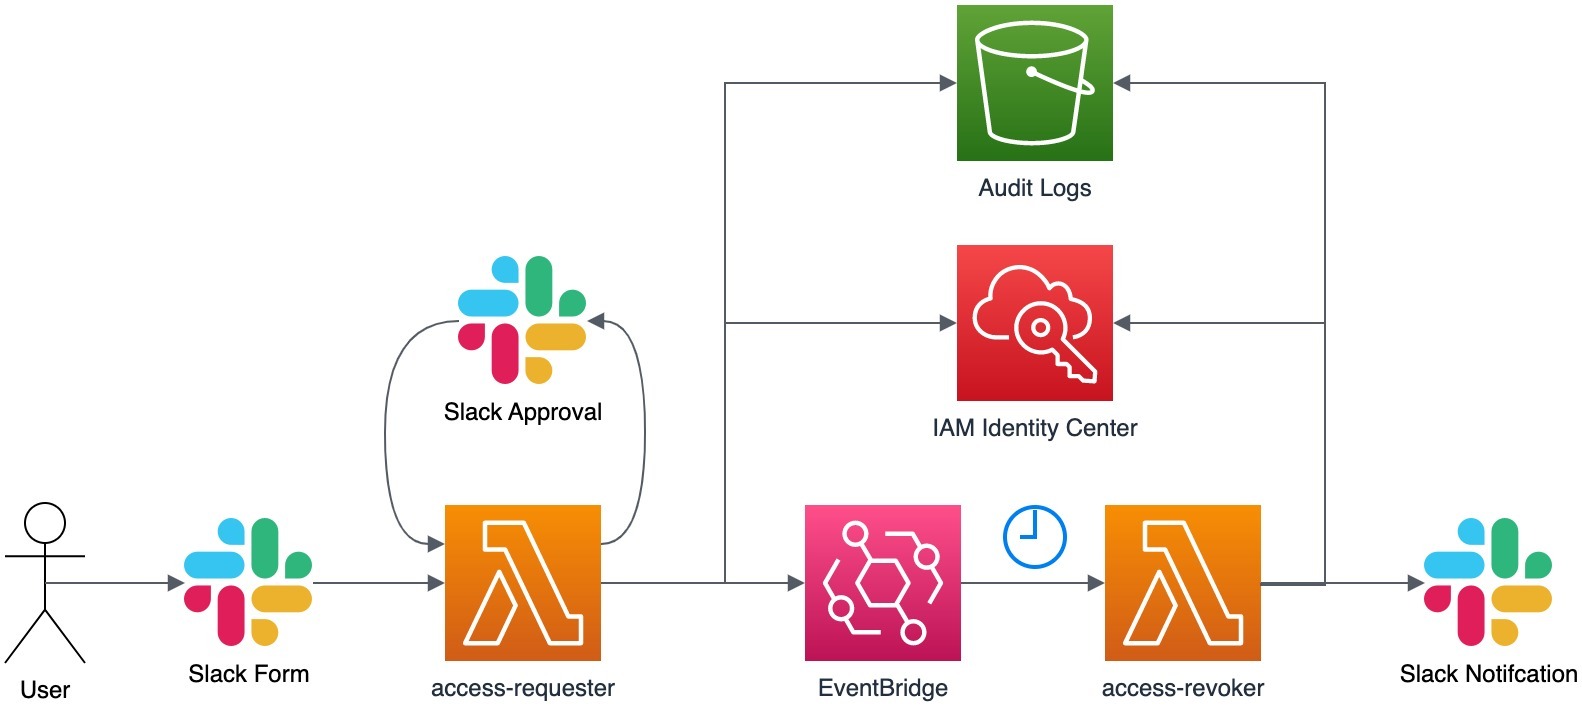 Audit Logs
IAM Identity Center
Slack Approval
User
Slack Form
access-requester
EventBridge
access-revoker
Slack Notifcation